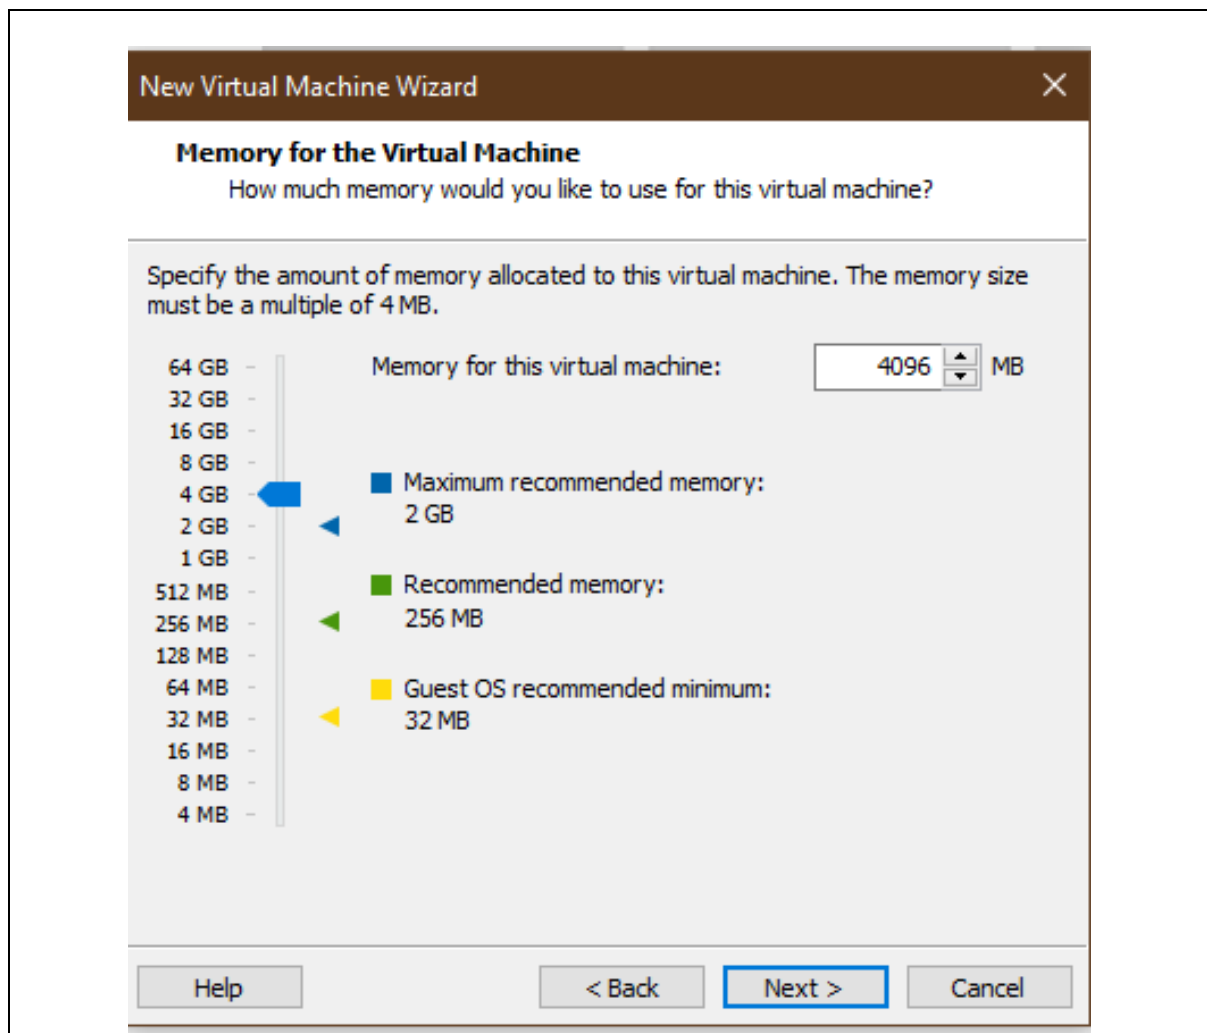 New Virtual Machine Wizard
Memory for the Virtual Machine
How much memory would you like to use for this virtual machine?
Specify the amount of memory allocated to this virtual machine. The memory size
must be a multiple of 4 MB.
64 GB
Memory for this virtual machine:
4096
MB
32 GB
16 GB
8 GB
4 GB
2 GB
1 GB
512 MB
256 MB
128 MB
64 MB
32 MB
16 MB
8 MB
4 MB
Maximum recommended memory:
2 GB
Recommended memory:
256 MB
Guest OS recommended minimum:
32 MB
Help
< Back
Next >
Cancel